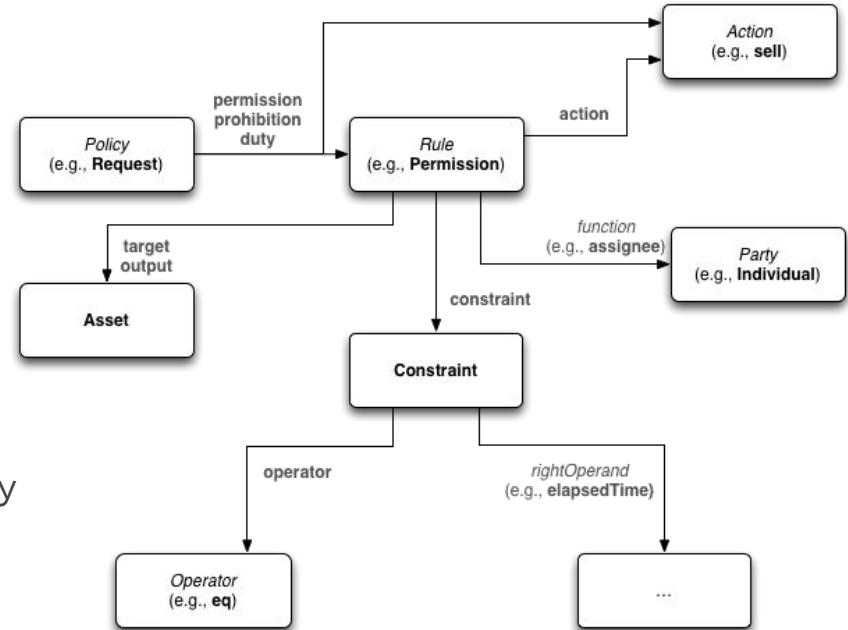 Action
(e.g., sell)
permission
prohibition
duty
action
Policy
(e.g., Request)
Rule
(e.g., Permission)
function
(e.g., assignee)
Party
(e.g., Individual)
target
output
constraint
Asset
Constraint
operator
y
rightOperand
(e.g., elapsedTime)
Operator
(e.g., eq)
...